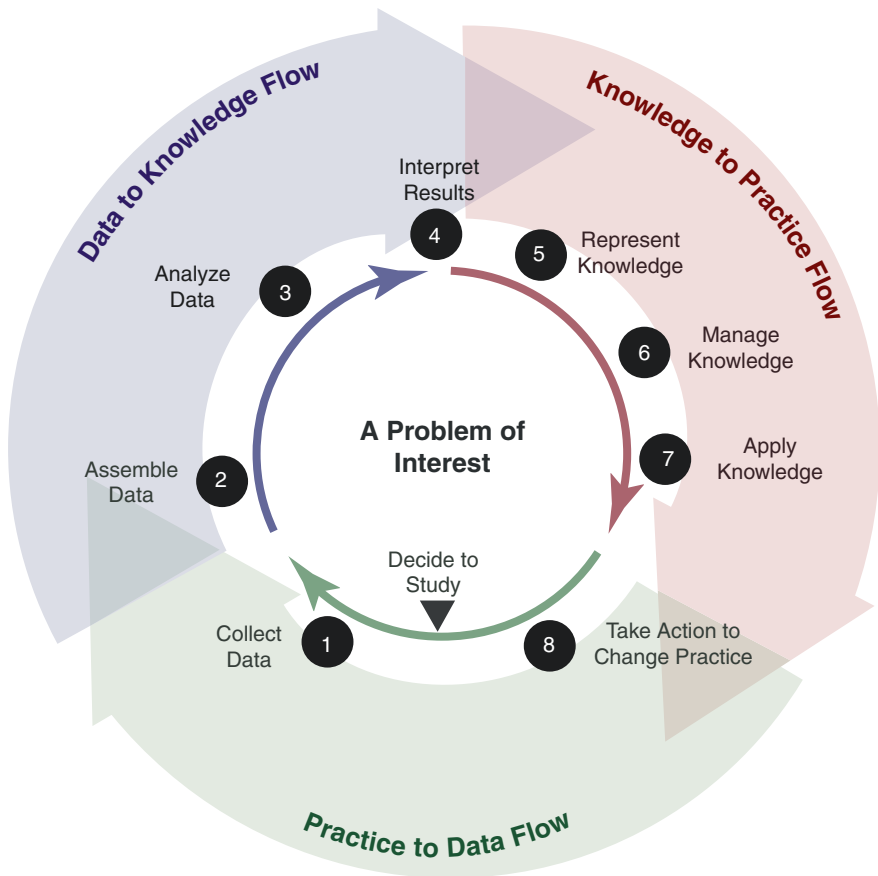 Data to Knowledge Flow
Knowledge to Practice Flow
Interpret
Results
4
5
Represent
Knowledge
Analyze
Data
3
6
Manage
Knowledge
A Problem of
Interest
Assemble
Data
2
7
Apply
Knowledge
Decide to
Study
Collect
Data
1
8
Take Action to
Change Practice
Practice to Data Flow